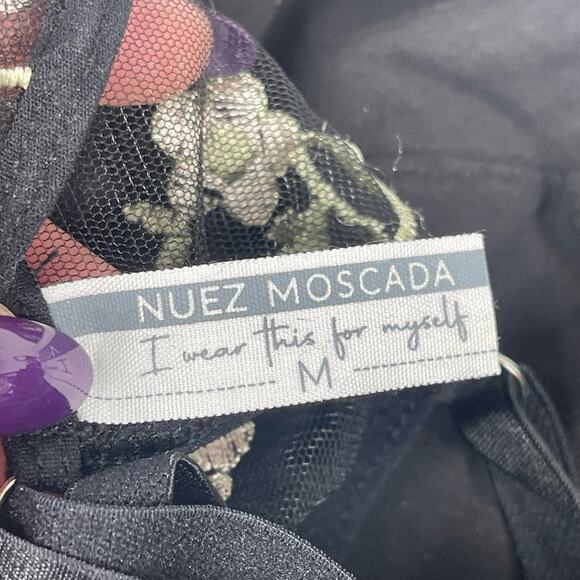 NUEZ MOSCADA
I wear this for myself
M